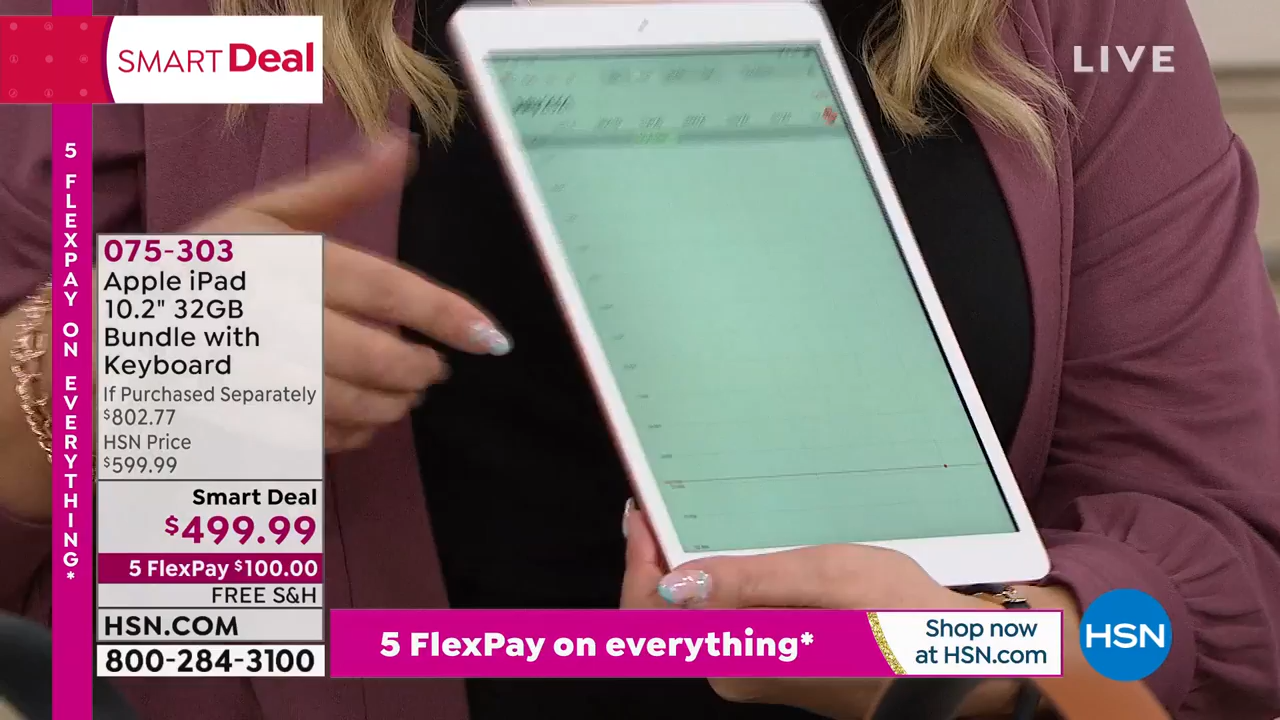 SMART Deal
LIVE
5 FLEXPAY ON EVERYTHING*
075-303
Apple iPad
10.2" 32GB
Bundle with
Keyboard
If Purchased Separately
$802.77
HSN Price
$599.99
Smart Deal
$499.99
5 FlexPay $100.00
FREE S&H
HSN.COM
800-284-3100
5 FlexPay on everything*
Shop now
at HSN.com
HSN